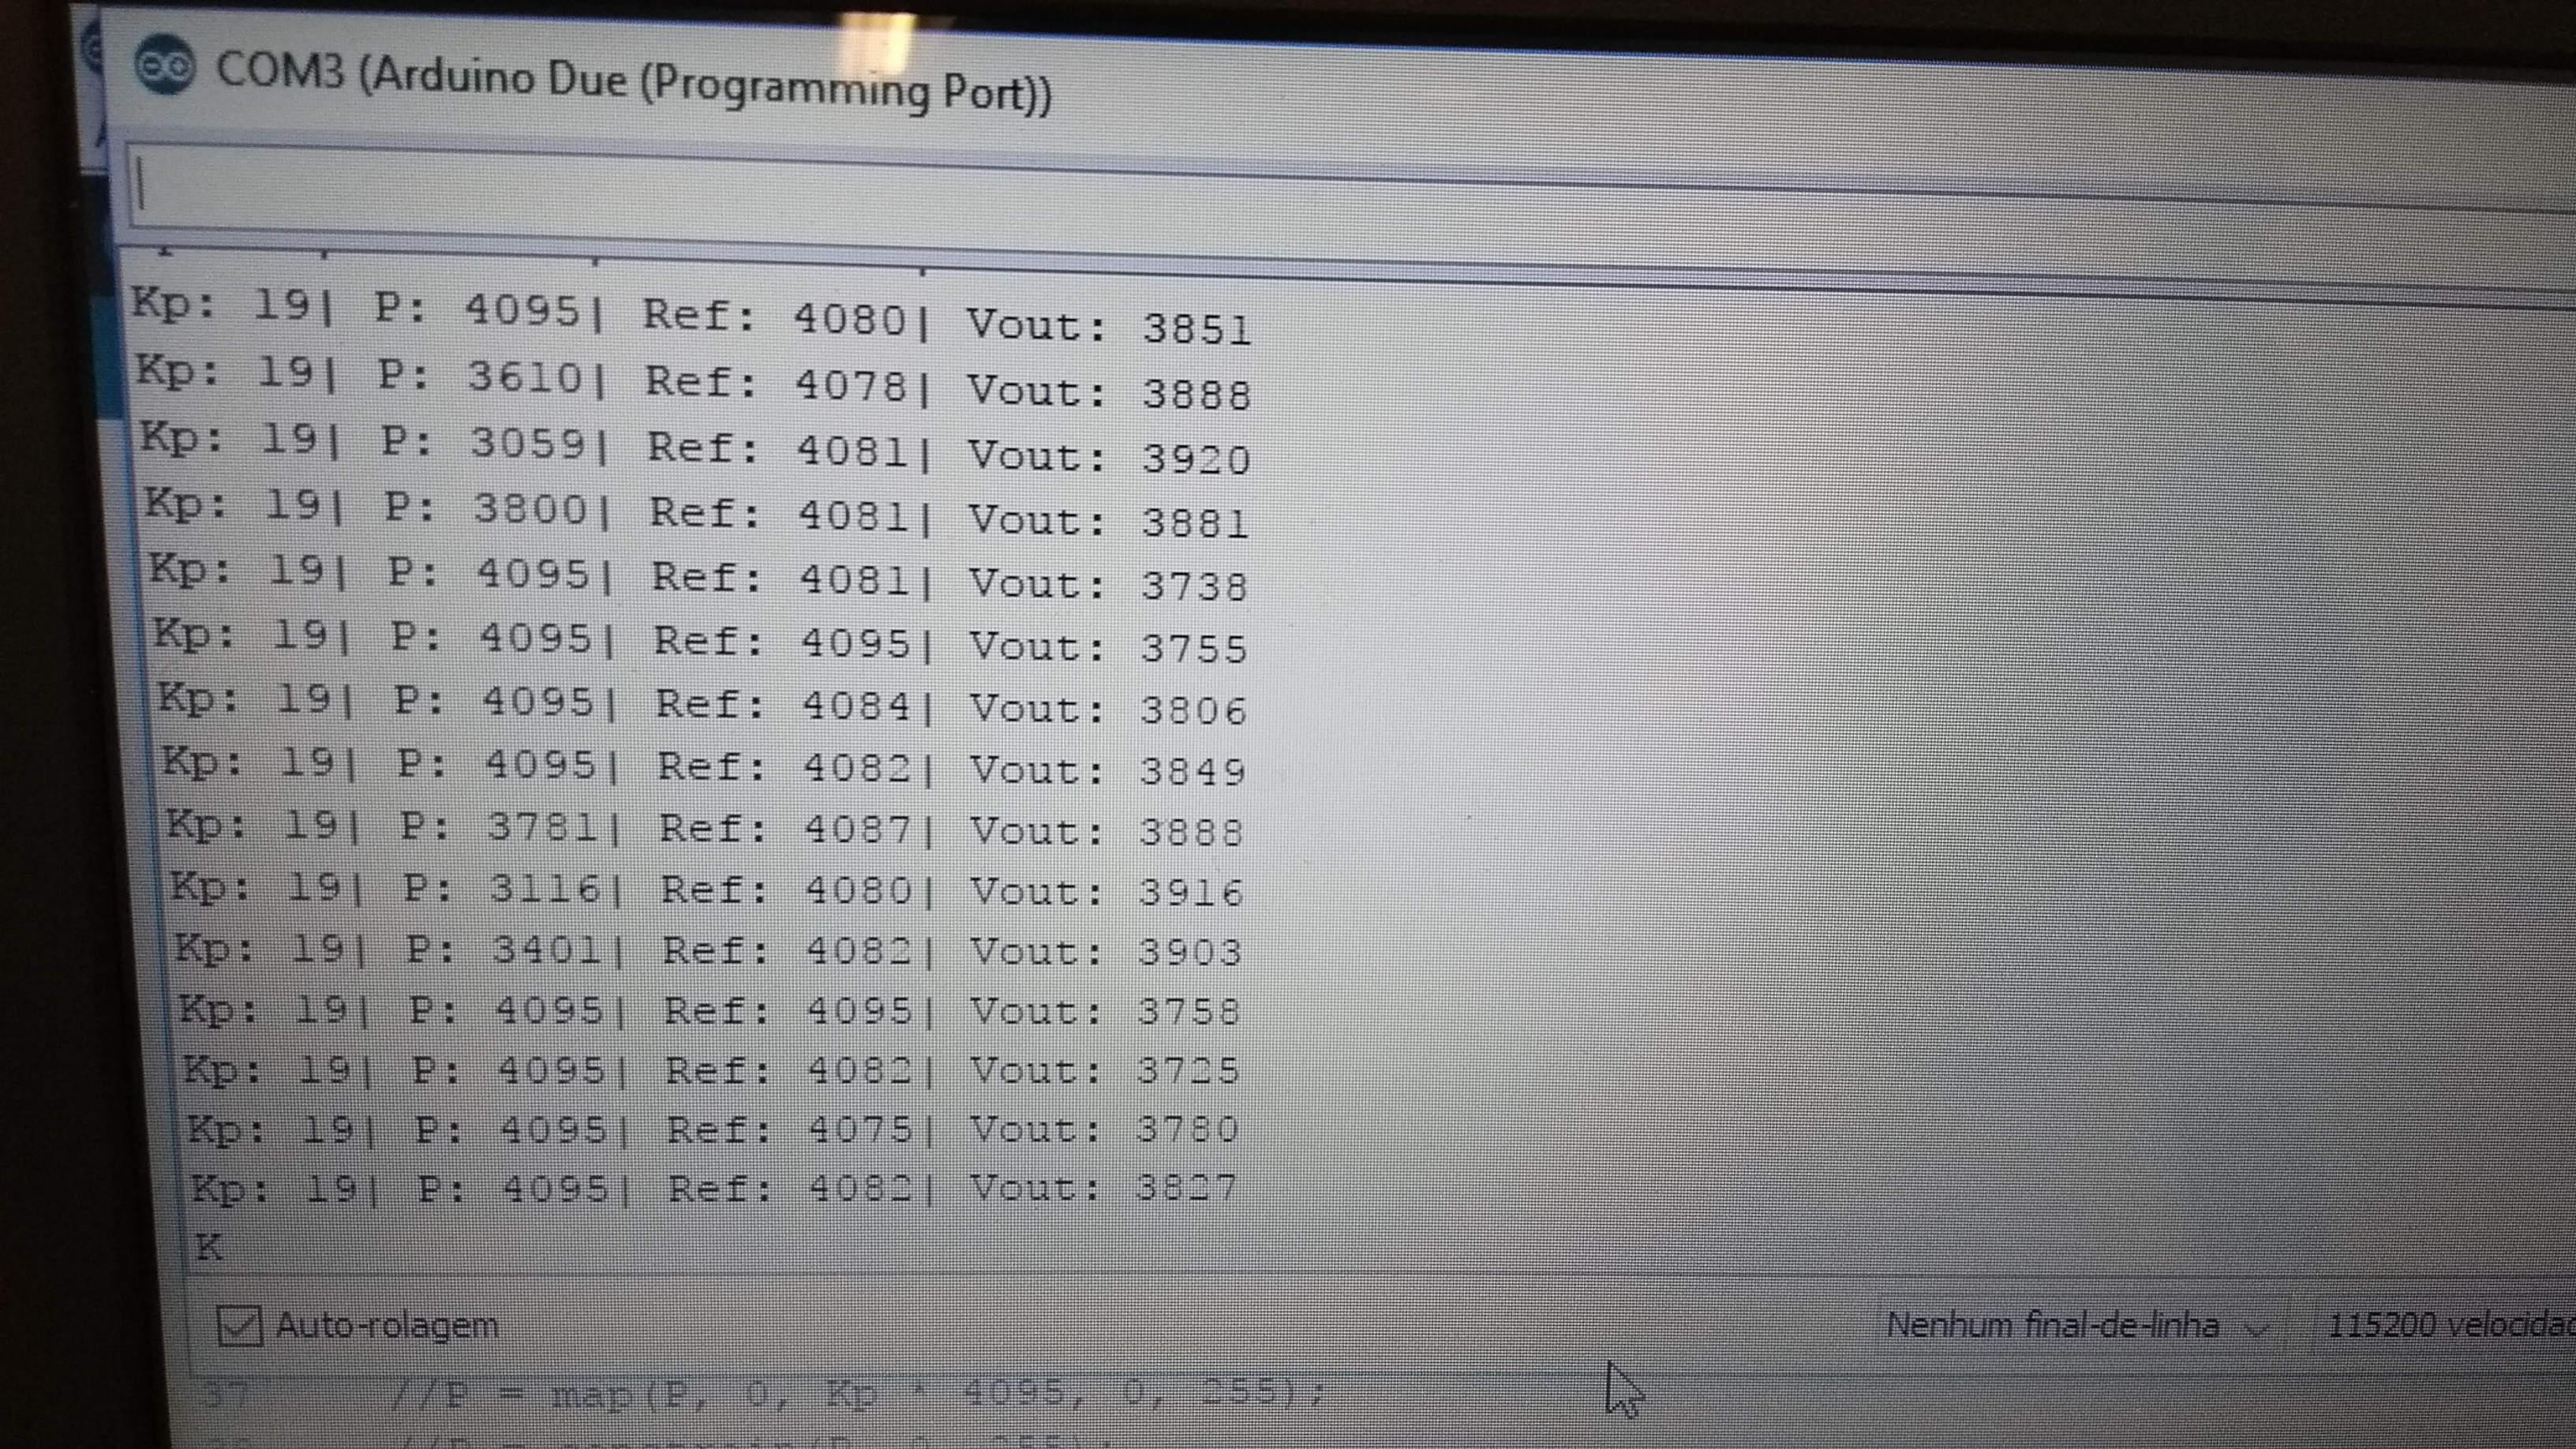 COM3 (Arduino Due (Programming Port))
Kp: 19| P: 4095| Ref: 4080| Vout: 3851
Kp: 19| P: 3610| Ref: 4078| Vout: 3888
Kp: 19| P: 3059| Ref: 4081| Vout: 3920
Kp: 19| P: 3800| Ref: 4081| Vout: 3881
Kp: 19| P: 4095| Ref: 4081| Vout: 3738
Kp: 19| P: 4095| Ref: 4095| Vout: 3755
Kp: 19| P: 4095| Ref: 4084| Vout: 3806
Kp: 19| P: 4095| Ref: 4082| Vout: 3849
Kp: 19| P: 3781| Ref: 4087| Vout: 3888
Kp: 19| P: 3116| Ref: 4080| Vout: 3916
Kp: 19| P: 3401| Ref: 4082| Vout: 3903
Kp: 19| P: 4095| Ref: 4095| Vout: 3758
Kp: 19| P: 4095| Ref: 4082| Vout: 3725
Kp: 19| P: 4095| Ref: 4075| Vout: 3780
Kp: 19| P: 4095| Ref: 4082| Vout: 3827
K
Auto-rolagem Nenhum final-de-linha 115200
37 //P = map(P, 0, Kp * 4095, 0, 255);